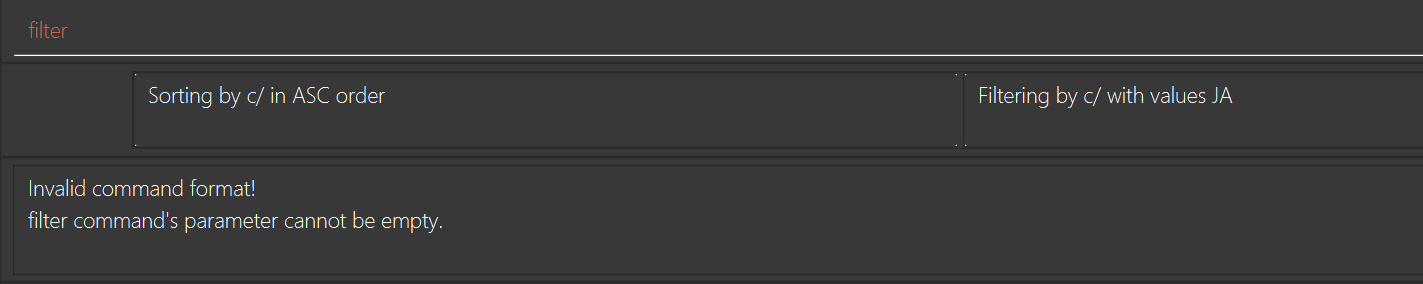 filter
Sorting by c/ in ASC order
Filtering by c/ with values JA
Invalid command format!
filter command's parameter cannot be empty.